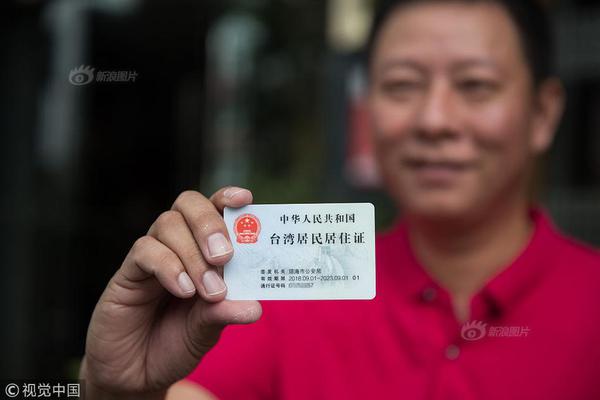 新浪图片
中华人民共和国
台湾居民居住证
签发机关 珠海市公安局
有效期限 2018.09.01-2023.09.01 01
通行证号码
新浪图片
©视觉中国